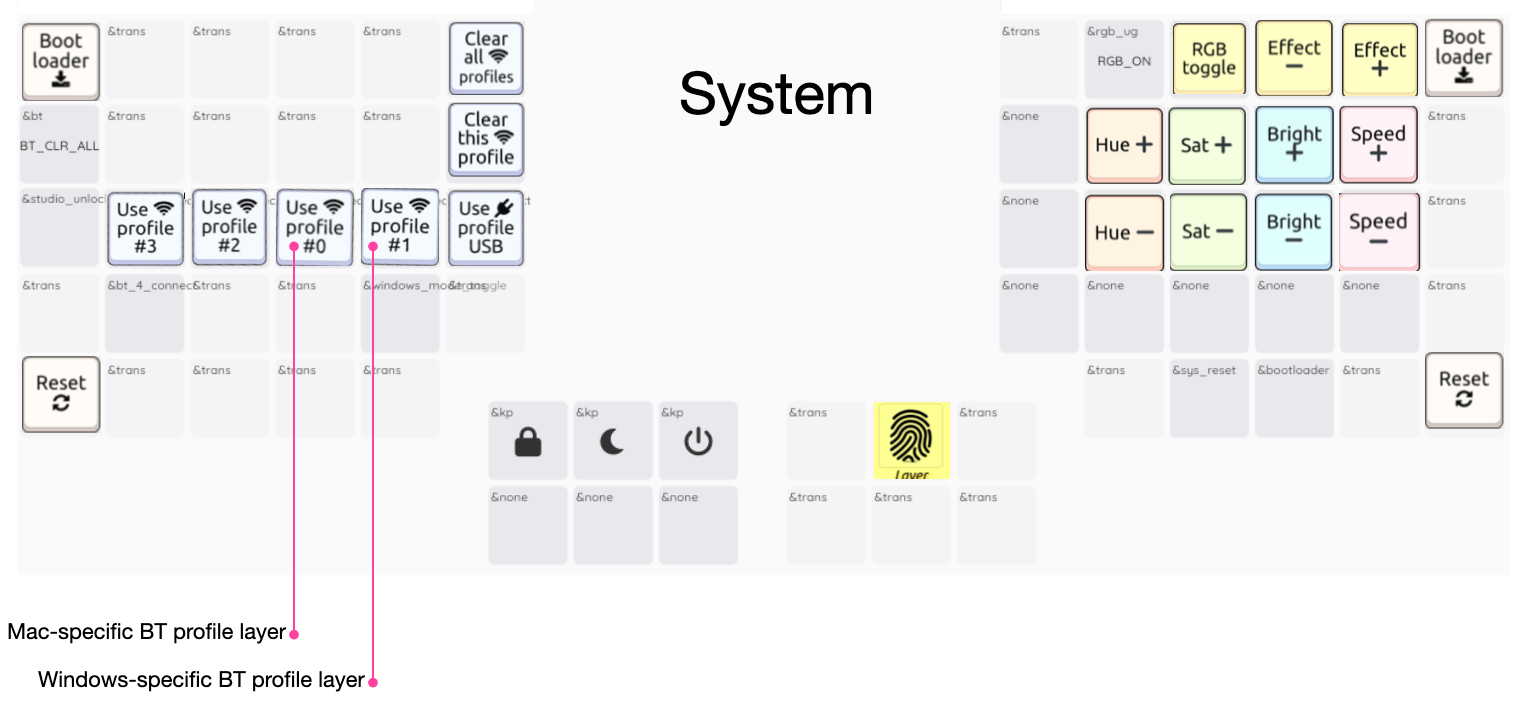 System
Boot
loader
&trans
&trans
&trans
&trans
Clear
all
profiles
&trans
&rgb_ug
RGB_ON
RGB
toggle
Effect
−
Effect
+
Boot
loader
&bt
BT_CLR_ALL
&trans
&trans
&trans
&trans
Clear
this
profile
&none
Hue +
Sat +
Bright
+
Speed
+
&trans
&studio_unloc
Use
profile
#3
Use
profile
#2
Use
profile
#0
Use
profile
#1
Use
profile
USB
&none
Hue −
Sat −
Bright
−
Speed
−
&trans
&trans
&bt_4_connect
&trans
&trans
&windows_mode_toggle
&trans
&none
&none
&none
&none
&none
&trans
Reset
&trans
&trans
&trans
&trans
&trans
&sys_reset
&bootloader
&trans
Reset
&kp
&kp
&kp
&trans
Layer
&trans
&none
&none
&none
&trans
&trans
&trans
Mac-specific BT profile layer
Windows-specific BT profile layer